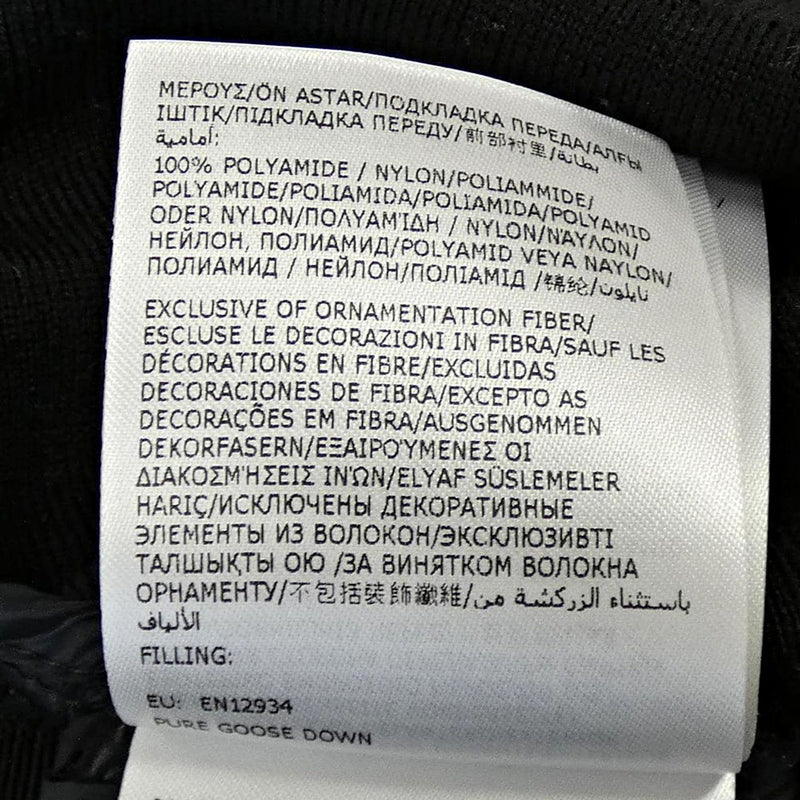 ΜΕΡΟΥΣ/ÖN ASTAR/ПОДКЛАДКА ПЕРЕДА/АЛҒЫ
ІШТІК/ПІДКЛАДКА ПЕРЕДУ/前部衬里/بطانة
أمامية:
100% POLYAMIDE / NYLON/POLIAMMIDE/
POLYAMIDE/POLIAMIDA/POLIAMIDA/POLYAMID
ODER NYLON/ΠΟΛΥΑΜΊΔΗ / NYLON/ΝΆΥΛΟΝ/
НЕЙЛОН, ПОЛИАМИД/POLYAMID VEYA NAYLON/
ПОЛИАМИД / НЕЙЛОН/ПОЛІАМІД /锦纶/نايلون
EXCLUSIVE OF ORNAMENTATION FIBER/
ESCLUSE LE DECORAZIONI IN FIBRA/SAUF LES
DÉCORATIONS EN FIBRE/EXCLUIDAS
DECORACIONES DE FIBRA/EXCEPTO AS
DECORAÇÕES EM FIBRA/AUSGENOMMEN
DEKORFASERN/ΕΞΑΙΡΟΎΜΕΝΕΣ ΟΙ
ΔΙΑΚΟΣΜΉΣΕΙΣ ΙΝΏΝ/ELYAF SÜSLEMELER
HARIÇ/ИСКЛЮЧЕНЫ ДЕКОРАТИВНЫЕ
ЭЛЕМЕНТЫ ИЗ ВОЛОКОН/ЭКСКЛЮЗИВТІ
ТАЛШЫҚТЫ ОЮ /ЗА ВИНЯТКОМ ВОЛОКНА
ОРНАМЕНТУ/不包括裝飾纖維/باستثناء الزركشة من
الألياف
FILLING:
EU: EN12934
PURE GOOSE DOWN